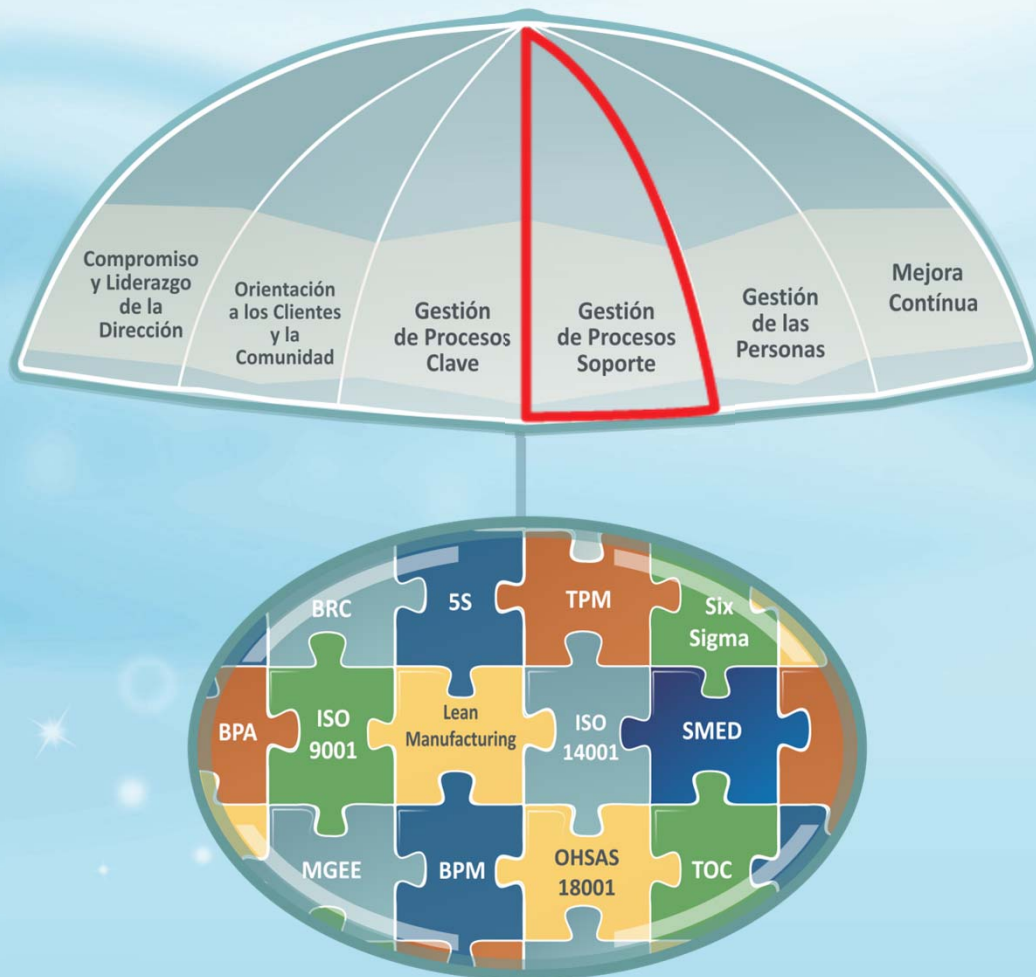 Compromiso
y Liderazgo
de la
Dirección
Orientación
a los Clientes
y la
Comunidad
Gestión
de Procesos
Clave
Gestión
de Procesos
Soporte
Gestión
de las
Personas
Mejora
Contínua
BRC
5S
TPM
Six
Sigma
BPA
ISO
9001
Lean
Manufacturing
ISO
14001
SMED
MGEE
BPM
OHSAS
18001
TOC